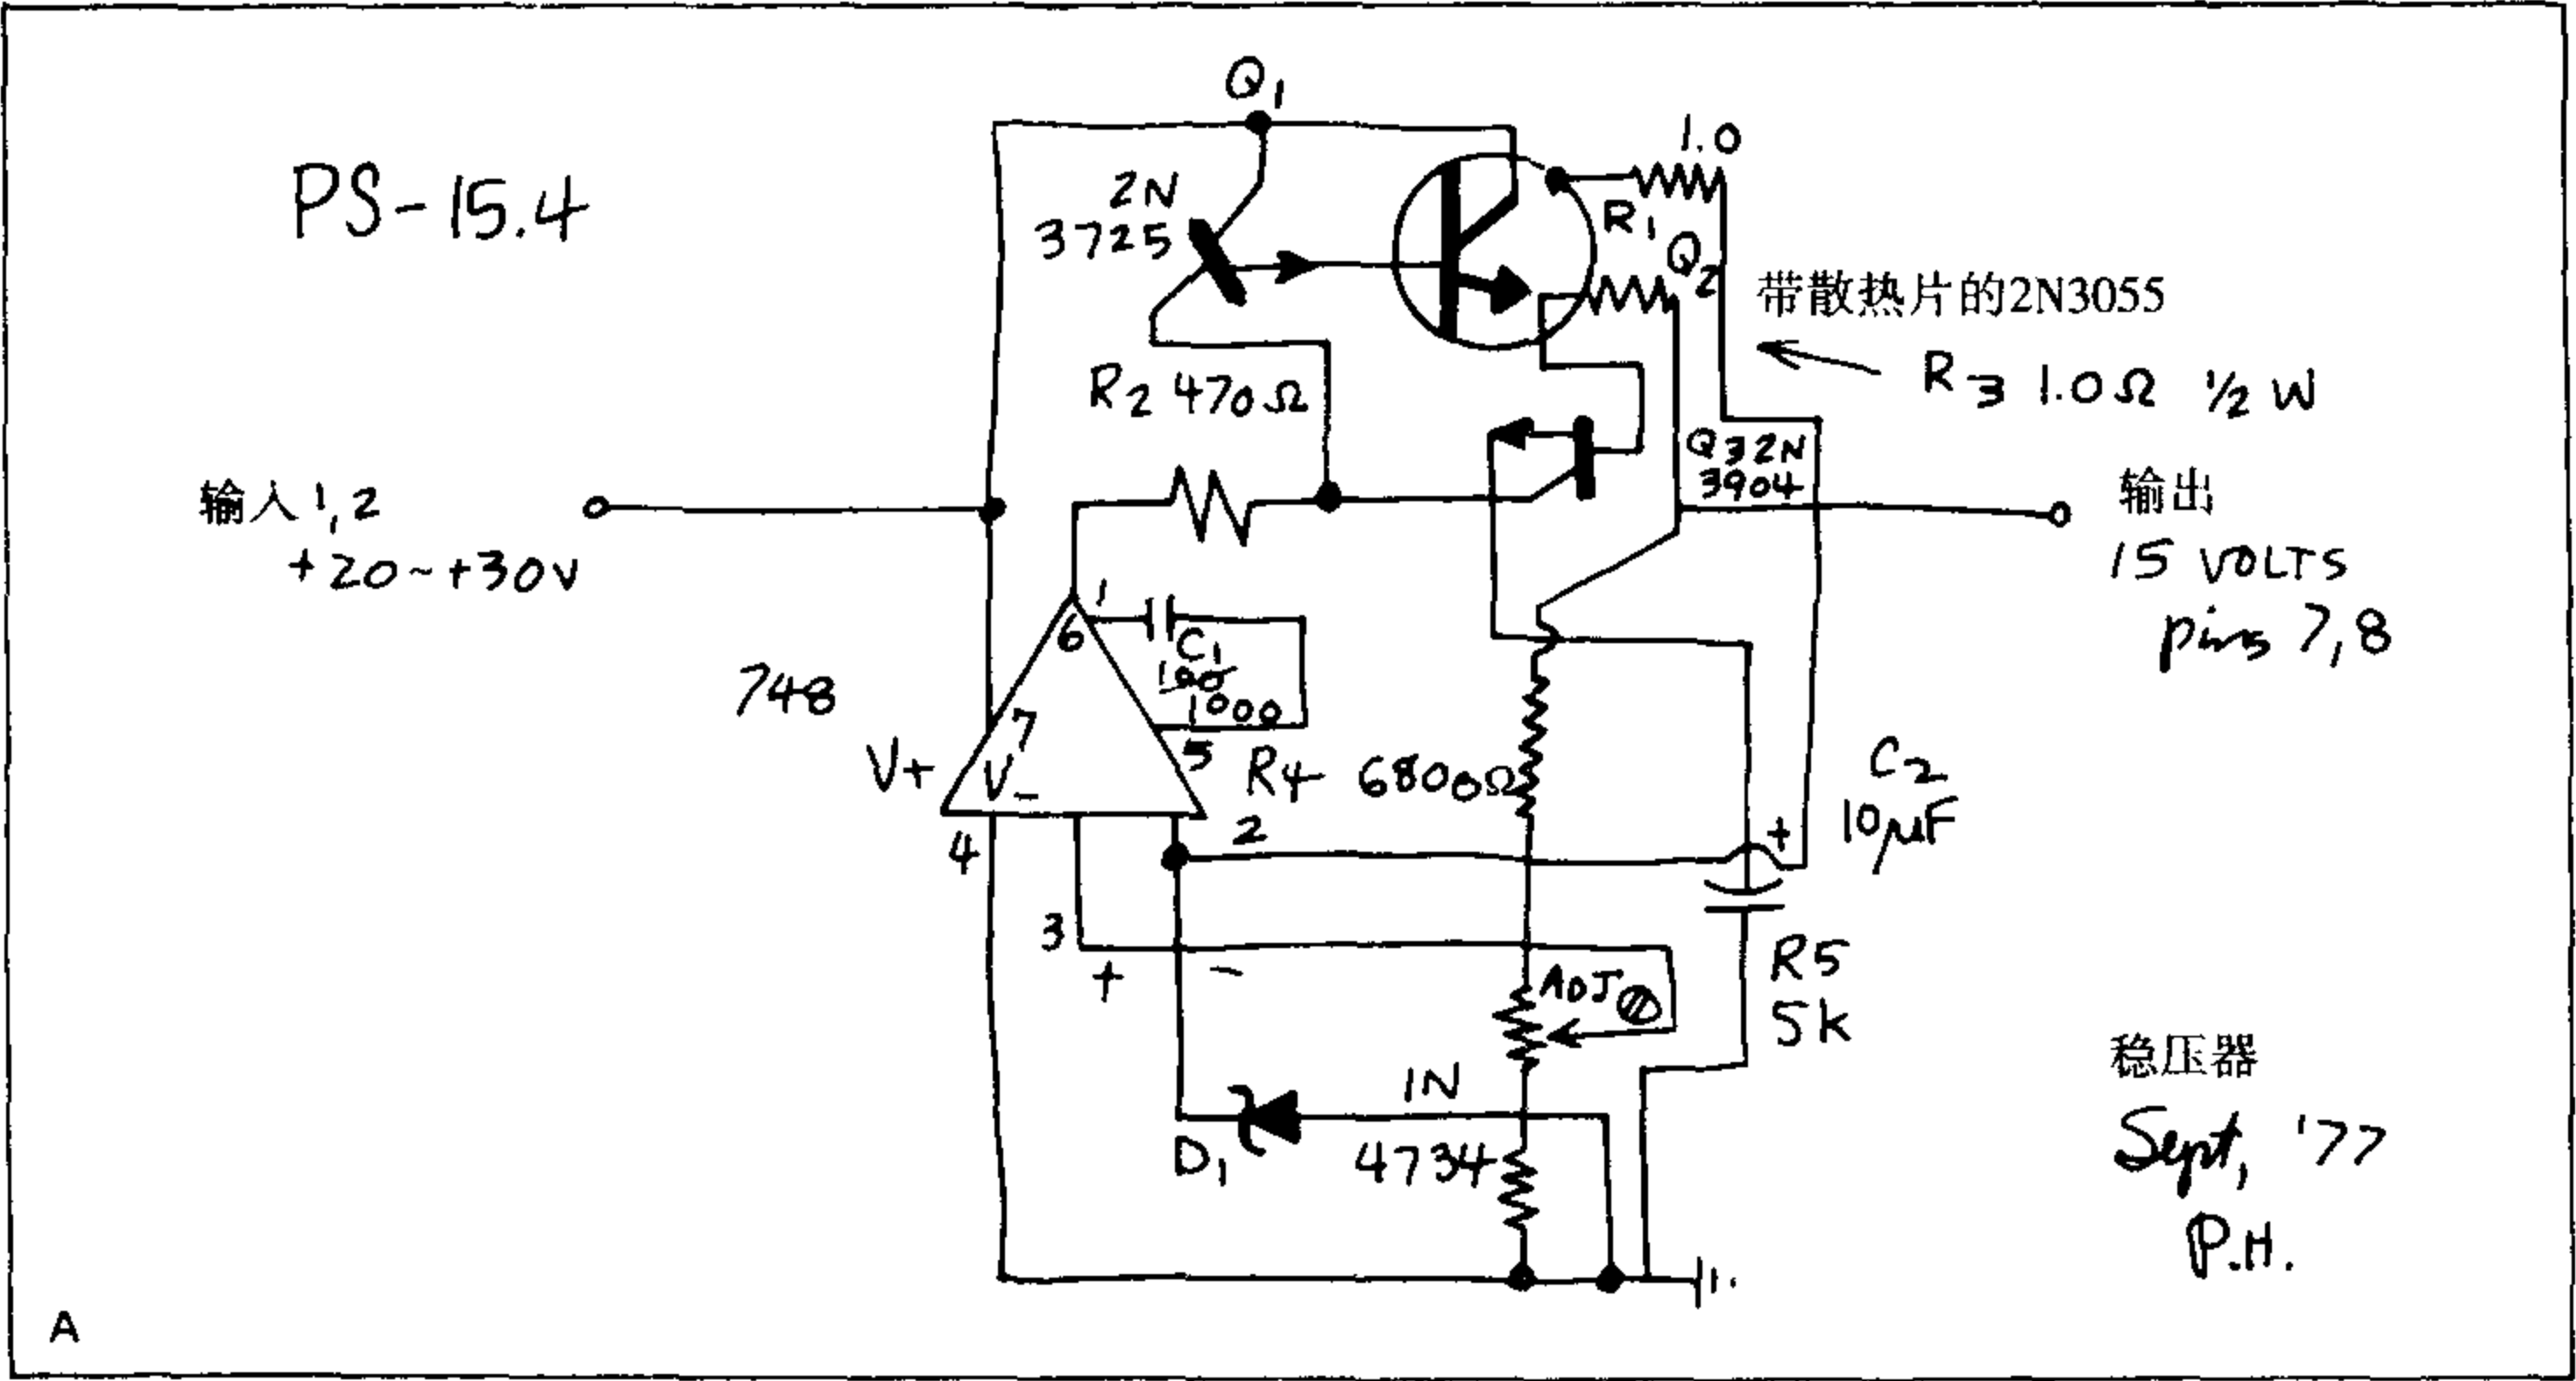 Q1
PS-15.4
2N
3725
1.0
R1
Q2
带散热片的2N3055
R3 1.0Ω ½ W
R2 470Ω
Q3 2N
3904
输入1,2
+20~+30V
输出
15 VOLTS
pins 7,8
1
6
C1
100
1000
748
7
V+
V-
5
R4 6800Ω
C2
10μF
+
4
2
3
+
-
ADJ
R5
5K
稳压器
1N
4734
D1
Sept, '77
P.H.
A